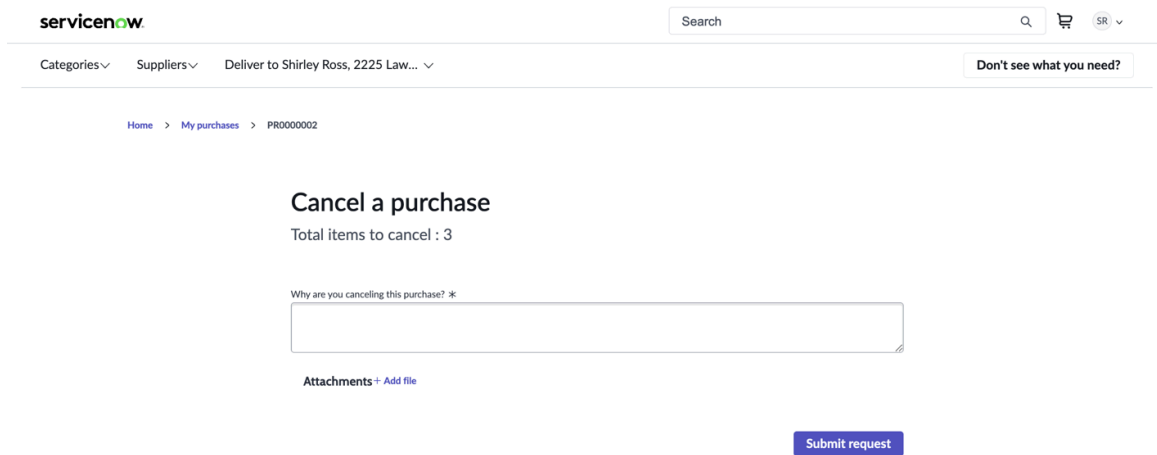 servicenow
Search
SR
Categories Suppliers Deliver to Shirley Ross, 2225 Law... Don't see what you need?
Home > My purchases > PR0000002
Cancel a purchase
Total items to cancel : 3
Why are you canceling this purchase? *
Attachments + Add file
Submit request